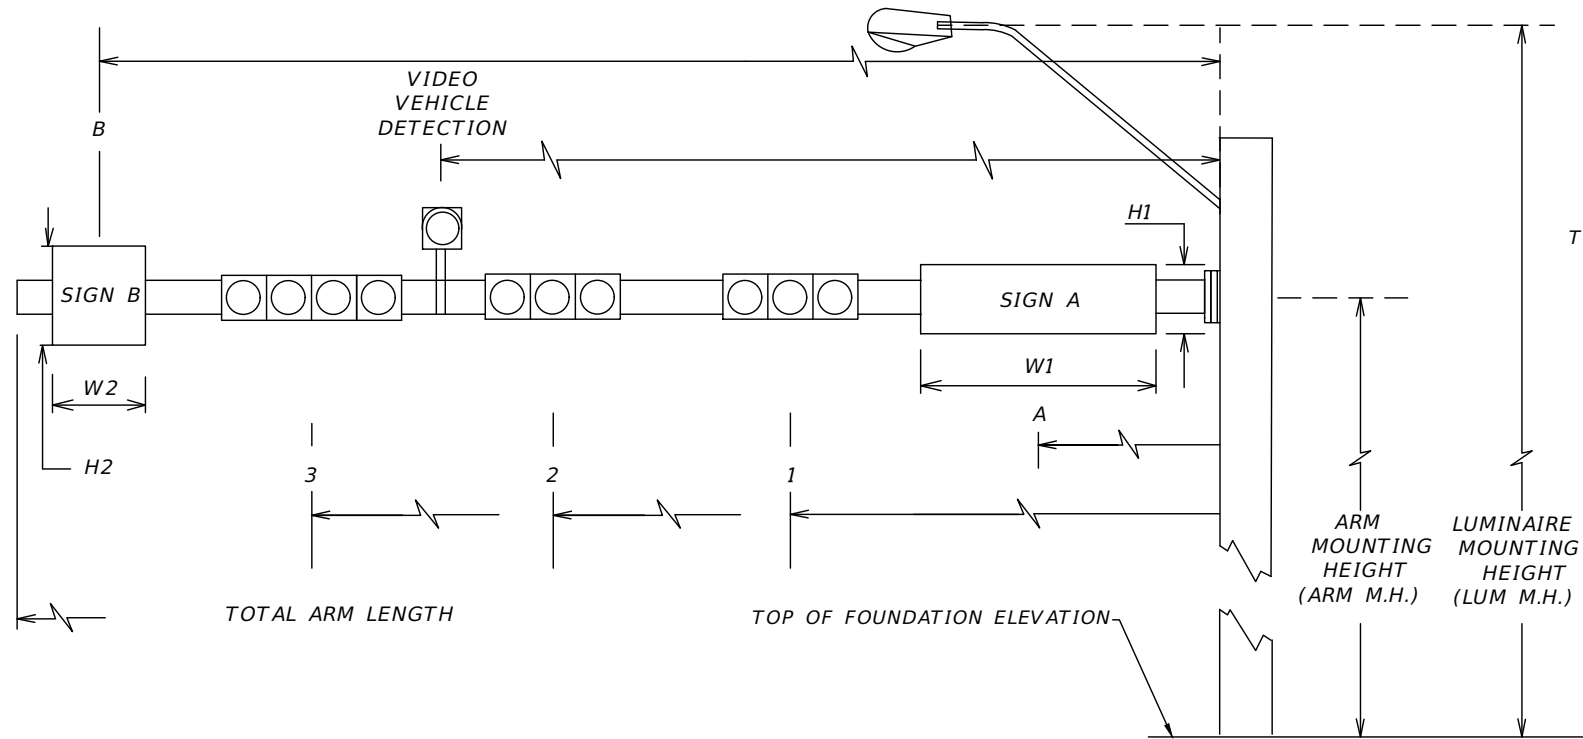 VIDEO
VEHICLE
DETECTION
B
H1
T
SIGN B
SIGN A
W1
W2
A
H2
3
2
1
ARM
MOUNTING
HEIGHT
(ARM M.H.)
LUMINAIRE
MOUNTING
HEIGHT
(LUM M.H.)
TOTAL ARM LENGTH
TOP OF FOUNDATION ELEVATION